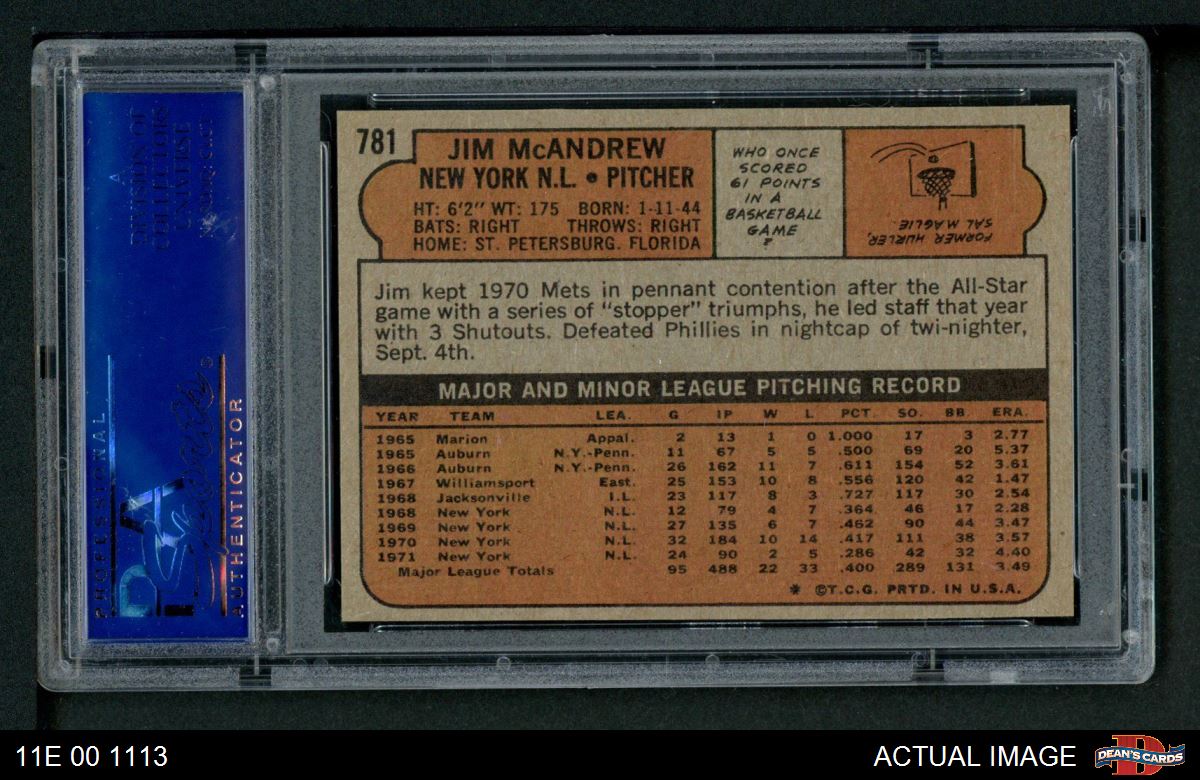 A
DIVISION OF
COLLECTORS
UNIVERSE
NASDAQ: CLCT
PROFESSIONAL
PSA
AUTHENTICATOR
781
JIM McANDREW
NEW YORK N.L. • PITCHER
HT: 6'2" WT: 175 BORN: 1-11-44
BATS: RIGHT THROWS: RIGHT
HOME: ST. PETERSBURG, FLORIDA
WHO ONCE
SCORED
61 POINTS
IN A
BASKETBALL
GAME
?
FORMER HURLER,
SAL MAGLIE.
Jim kept 1970 Mets in pennant contention after the All-Star
game with a series of "stopper" triumphs, he led staff that year
with 3 Shutouts. Defeated Phillies in nightcap of twi-nighter,
Sept. 4th.
MAJOR AND MINOR LEAGUE PITCHING RECORD
YEAR TEAM LEA. G IP W L PCT. SO. BB. ERA.
1965 Marion Appal. 2 13 1 0 1.000 17 3 2.77
1965 Auburn N.Y.-Penn. 11 67 5 5 .500 69 20 5.37
1966 Auburn N.Y.-Penn. 26 162 11 7 .611 154 52 3.61
1967 Williamsport East. 25 153 10 8 .556 120 42 1.47
1968 Jacksonville I.L. 23 117 8 3 .727 117 30 2.54
1968 New York N.L. 12 79 4 7 .364 46 17 2.28
1969 New York N.L. 27 135 6 7 .462 90 44 3.47
1970 New York N.L. 32 184 10 14 .417 111 38 3.57
1971 New York N.L. 24 90 2 5 .286 42 32 4.40
Major League Totals 95 488 22 33 .400 289 131 3.49
* ©T.C.G. PRTD. IN U.S.A.
11E 00 1113
ACTUAL IMAGE
DEAN'S CARDS